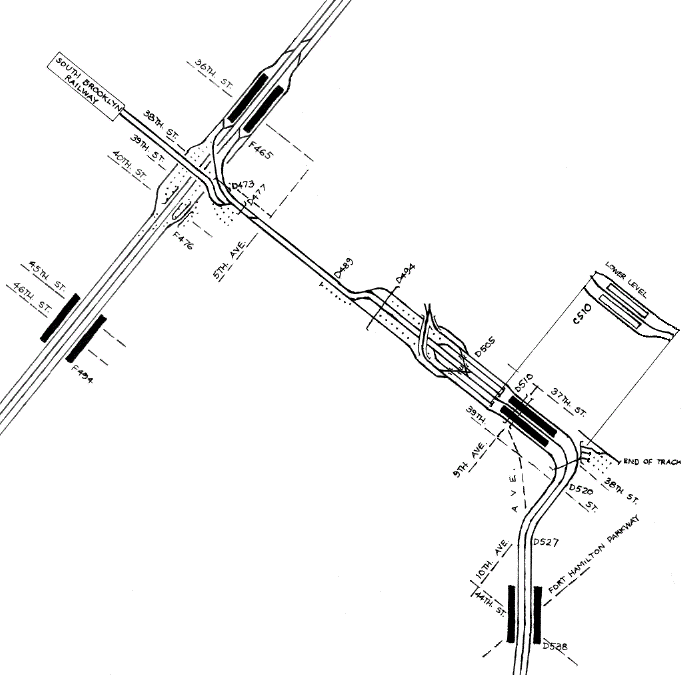 36TH ST.
SOUTH BROOKLYN
RAILWAY
38TH ST.
39TH ST.
40TH ST.
F465
D473
D477
F476
5TH AVE.
45TH ST.
46TH ST.
F494
D489
D494
LOWER LEVEL
C510
D505
D510
37TH ST.
39TH
9TH AVE.
AVE.
END OF TRACK
38TH ST.
D520
ST.
D527
10TH AVE.
FORT HAMILTON PARKWAY
44TH ST.
D538